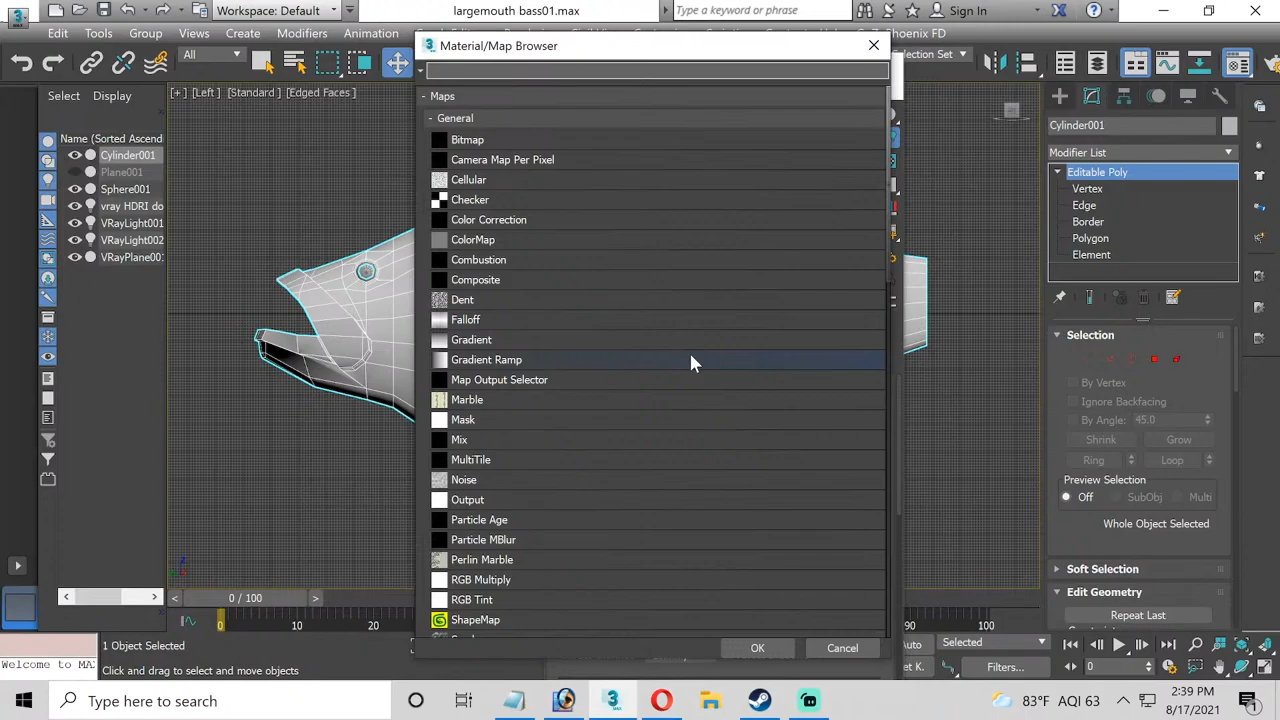 Workspace: Default
largemouth bass01.max
Type a keyword or phrase
Sign In
Edit
Tools
Group
Views
Create
Modifiers
Animation
Phoenix FD
Material/Map Browser
Selection Set
Select
Display
[+] [Left] [Standard] [Edged Faces]
Name (Sorted Ascend
Cylinder001
Plane001
Sphere001
vray HDRI do
VRayLight001
VRayLight002
VRayPlane00
- Maps
- General
Bitmap
Camera Map Per Pixel
Cellular
Checker
Color Correction
ColorMap
Combustion
Composite
Dent
Falloff
Gradient
Gradient Ramp
Map Output Selector
Marble
Mask
Mix
MultiTile
Noise
Output
Particle Age
Particle MBlur
Perlin Marble
RGB Multiply
RGB Tint
ShapeMap
OK
Cancel
Cylinder001
Modifier List
Editable Poly
Vertex
Edge
Border
Polygon
Element
Selection
By Vertex
Ignore Backfacing
By Angle: 45.0
Shrink
Grow
Ring
Loop
Preview Selection
Off
SubObj
Multi
Whole Object Selected
Soft Selection
Edit Geometry
Repeat Last
0 / 100
0
10
20
90
100
1 Object Selected
Click and drag to select and move objects
Welcome to MAX
Auto
Selected
Set K.
Filters...
0
Type here to search
83°F AQI 63
2:39 PM
8/17/2021